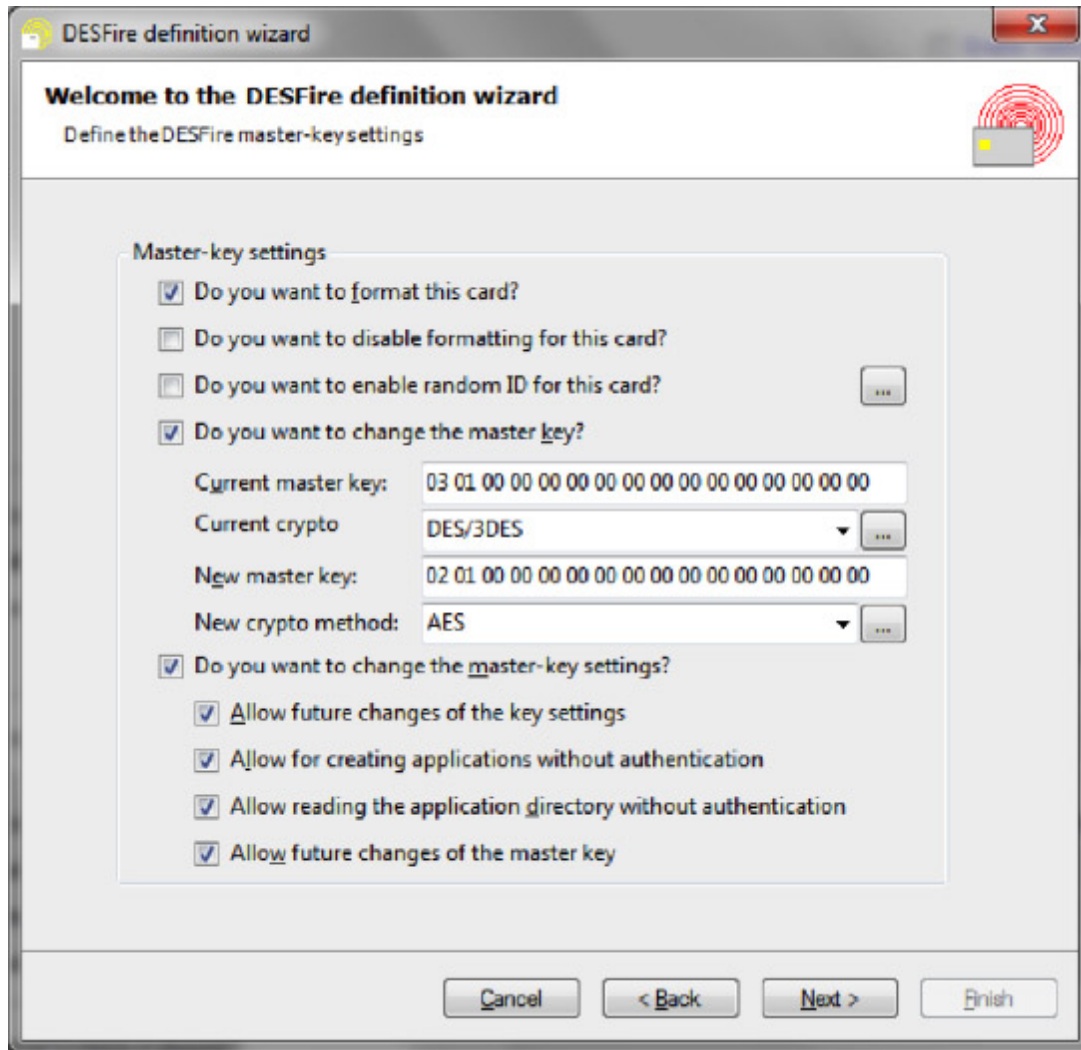 DESFire definition wizard
Welcome to the DESFire definition wizard
Define the DESFire master-key settings
Master-key settings
Do you want to format this card?
Do you want to disable formatting for this card?
Do you want to enable random ID for this card?
...
Do you want to change the master key?
Current master key: 03 01 00 00 00 00 00 00 00 00 00 00 00 00 00 00
Current crypto DES/3DES ...
New master key: 02 01 00 00 00 00 00 00 00 00 00 00 00 00 00 00
New crypto method: AES ...
Do you want to change the master-key settings?
Allow future changes of the key settings
Allow for creating applications without authentication
Allow reading the application directory without authentication
Allow future changes of the master key
Cancel < Back Next > Finish